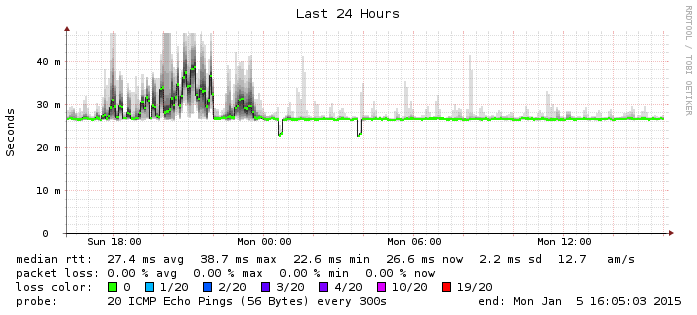 Last 24 Hours
RRDTOOL / TOBI OETIKER
Seconds
40 m
30 m
20 m
10 m
0
Sun 18:00 Mon 00:00 Mon 06:00 Mon 12:00
median rtt: 27.4 ms avg 38.7 ms max 22.6 ms min 26.6 ms now 2.2 ms sd 12.7 am/s
packet loss: 0.00 % avg 0.00 % max 0.00 % min 0.00 % now
loss color: 0 1/20 2/20 3/20 4/20 10/20 19/20
probe: 20 ICMP Echo Pings (56 Bytes) every 300s end: Mon Jan 5 16:05:03 2015